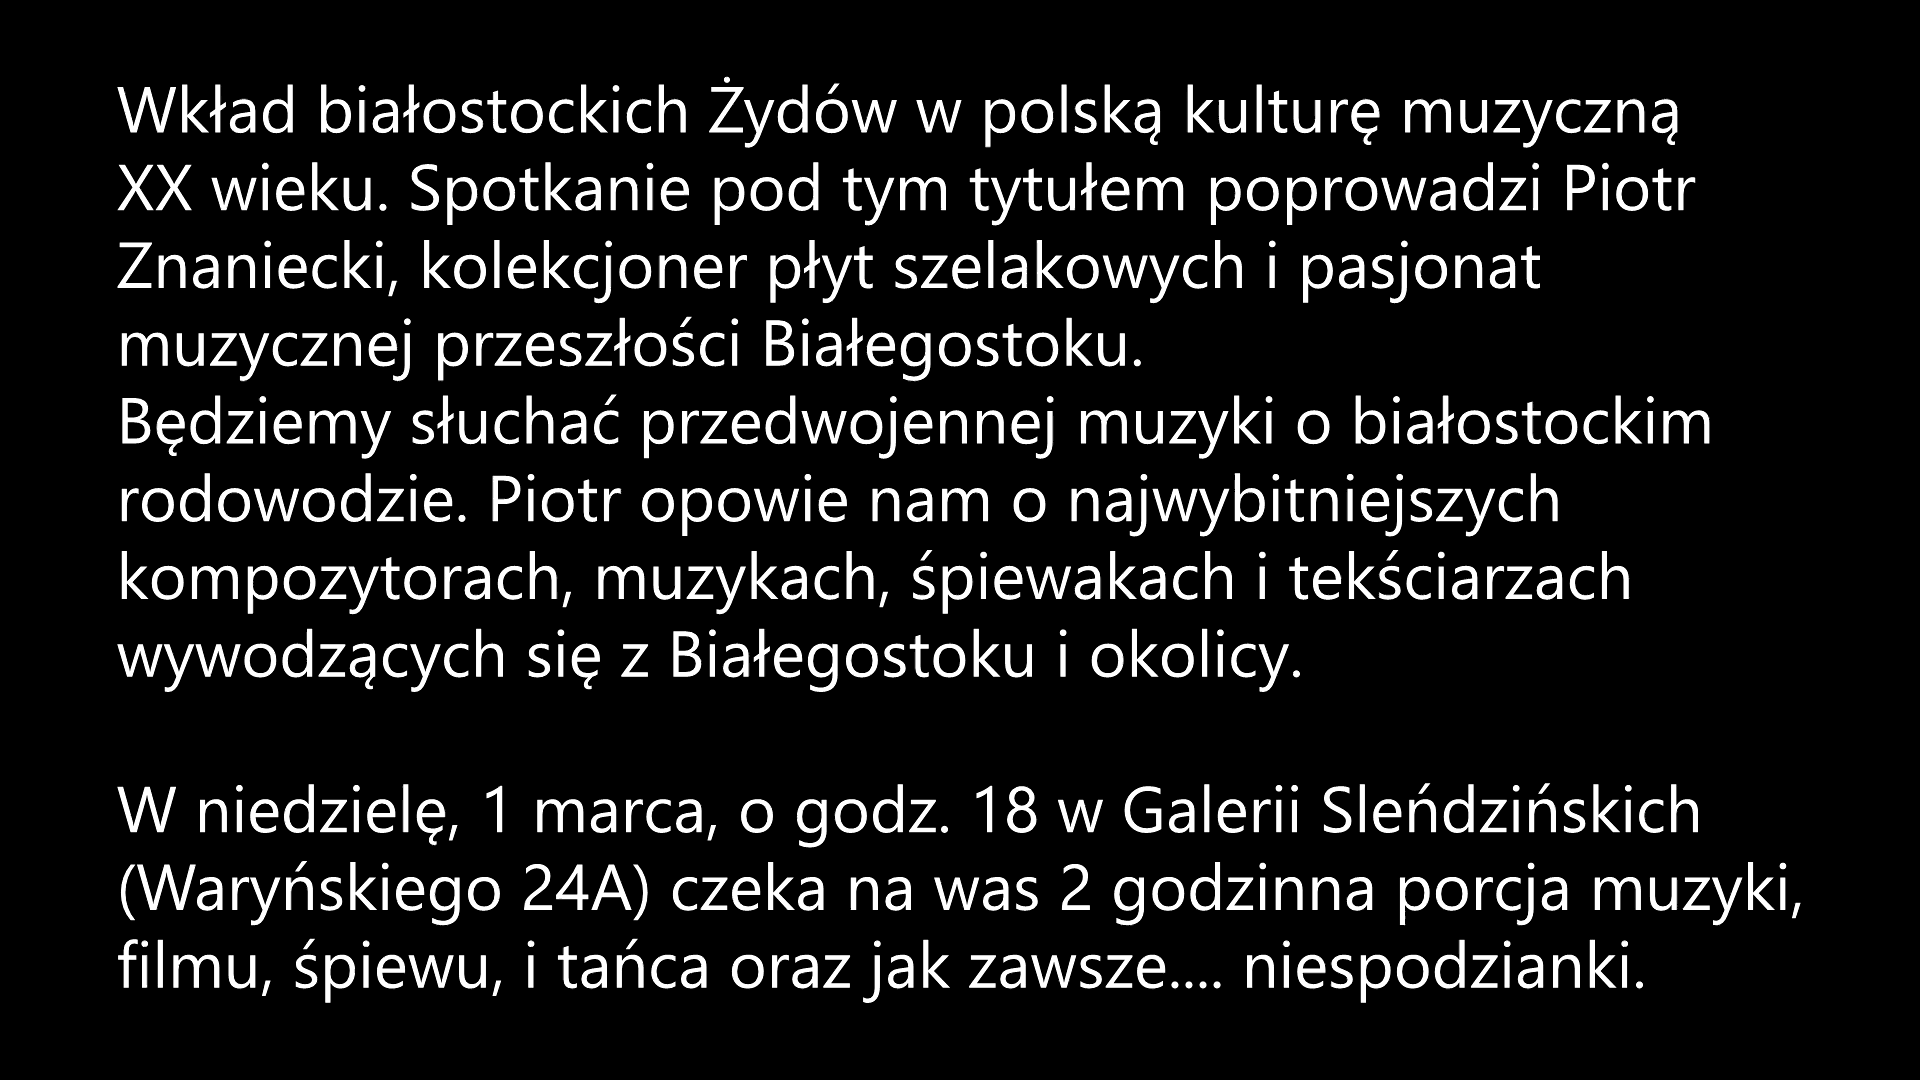 Wkład białostockich Żydów w polską kulturę muzyczną
XX wieku. Spotkanie pod tym tytułem poprowadzi Piotr
Znaniecki, kolekcjoner płyt szelakowych i pasjonat
muzycznej przeszłości Białegostoku.
Będziemy słuchać przedwojennej muzyki o białostockim
rodowodzie. Piotr opowie nam o najwybitniejszych
kompozytorach, muzykach, śpiewakach i tekściarzach
wywodzących się z Białegostoku i okolicy.
W niedzielę, 1 marca, o godz. 18 w Galerii Sleńdzińskich
(Waryńskiego 24A) czeka na was 2 godzinna porcja muzyki,
filmu, śpiewu, i tańca oraz jak zawsze.... niespodzianki.